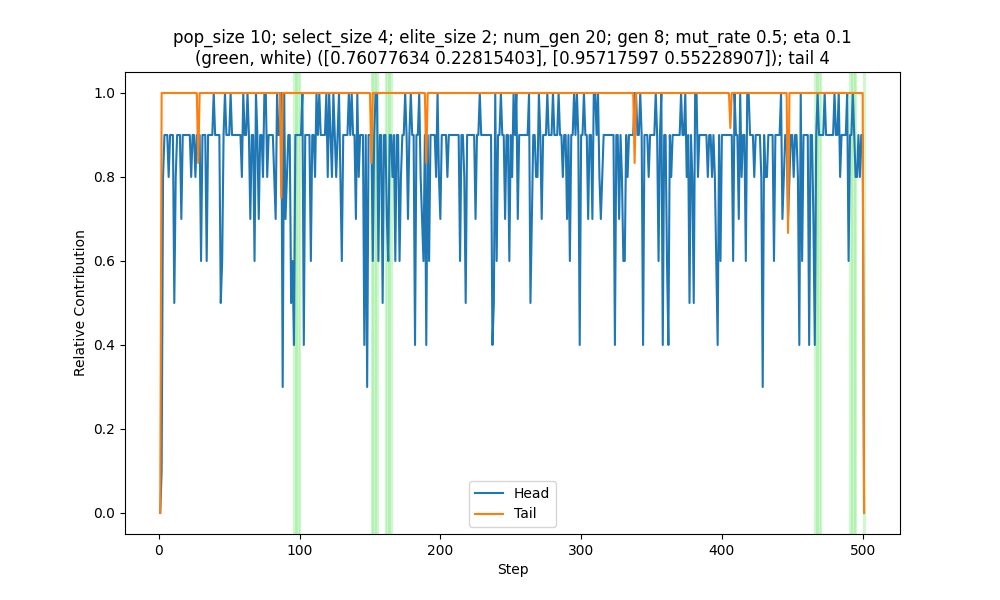 pop_size 10; select_size 4; elite_size 2; num_gen 20; gen 8; mut_rate 0.5; eta 0.1
(green, white) ([0.76077634 0.22815403], [0.95717597 0.55228907]); tail 4
1.0
0.8
0.6
0.4
0.2
0.0
Relative Contribution
Head
Tail
0 100 200 300 400 500
Step